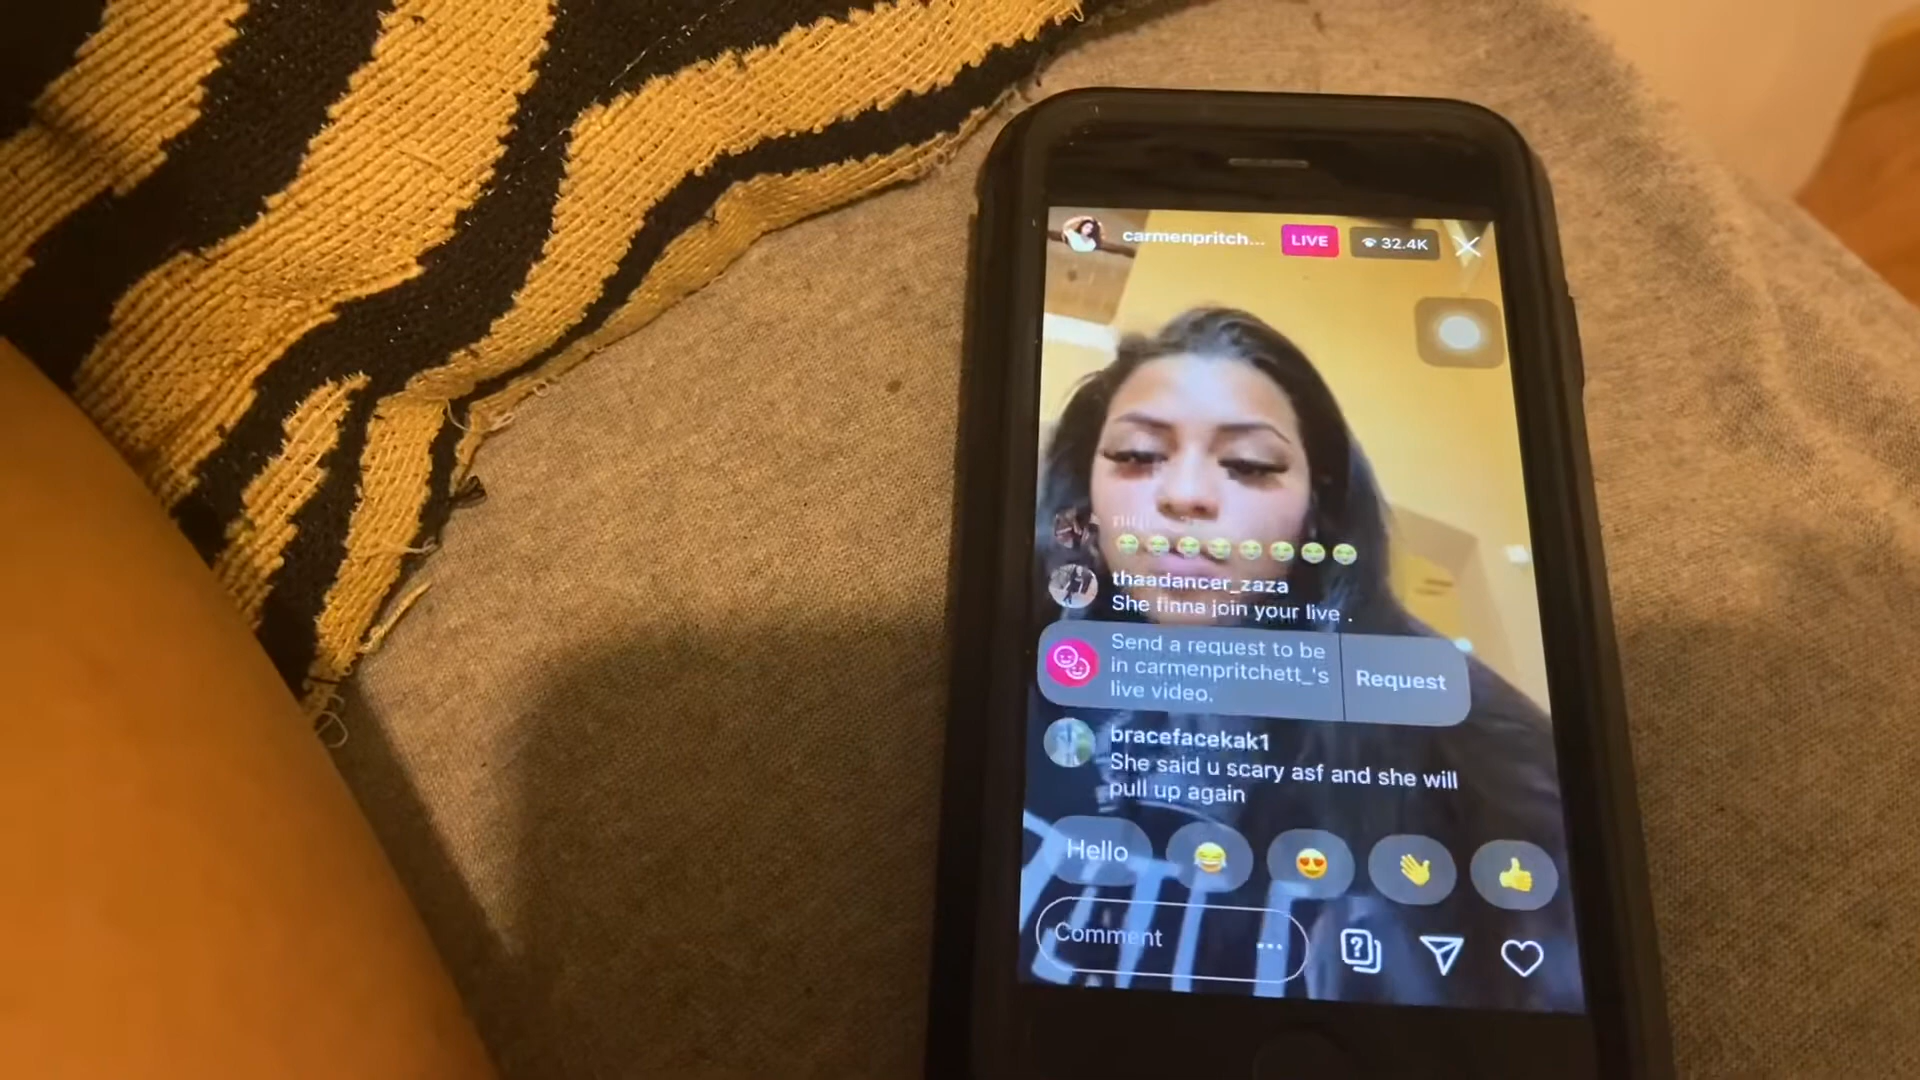 carmenpritch... LIVE 32.4K
thaadancer_zaza
She finna join your live .
Send a request to be
in carmenpritchett_'s
live video.
Request
bracefacekak1
She said u scary asf and she will
pull up again
Hello
Comment